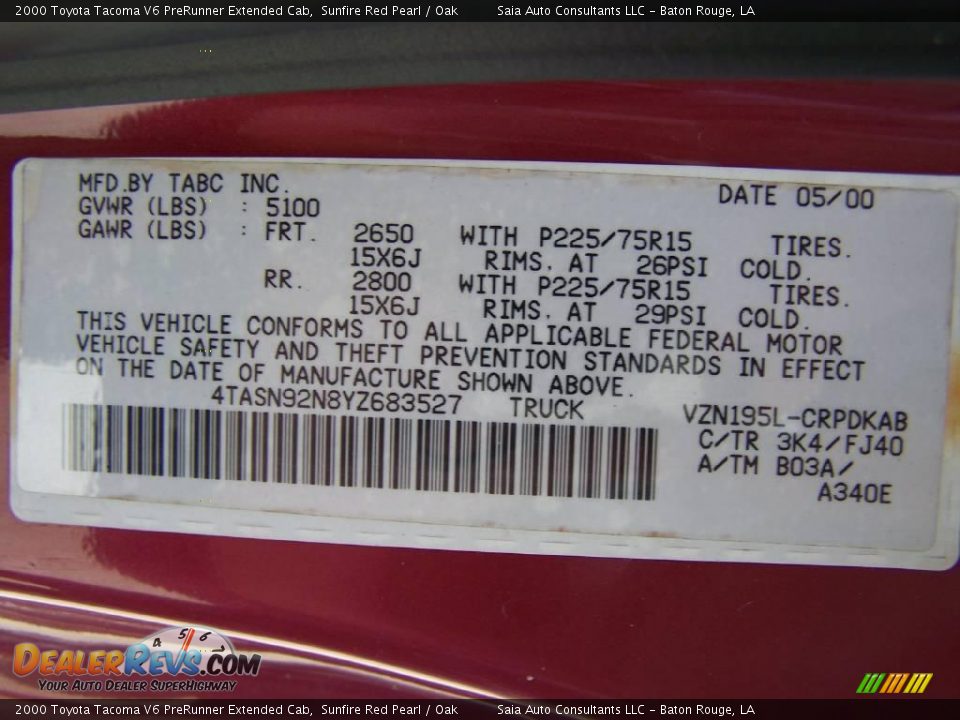 2000 Toyota Tacoma V6 PreRunner Extended Cab, Sunfire Red Pearl / Oak Saia Auto Consultants LLC - Baton Rouge, LA
MFD.BY TABC INC. DATE 05/00
GVWR (LBS) : 5100
GAWR (LBS) : FRT. 2650 WITH P225/75R15 TIRES.
15X6J RIMS, AT 26PSI COLD.
RR. 2800 WITH P225/75R15 TIRES.
15X6J RIMS, AT 29PSI COLD.
THIS VEHICLE CONFORMS TO ALL APPLICABLE FEDERAL MOTOR
VEHICLE SAFETY AND THEFT PREVENTION STANDARDS IN EFFECT
ON THE DATE OF MANUFACTURE SHOWN ABOVE.
4TASN92N8YZ683527 TRUCK VZN195L-CRPDKAB
C/TR 3K4/FJ40
A/TM B03A/
A340E
4 5 6
DEALERREVS.COM
YOUR AUTO DEALER SUPERHIGHWAY
2000 Toyota Tacoma V6 PreRunner Extended Cab, Sunfire Red Pearl / Oak Saia Auto Consultants LLC - Baton Rouge, LA